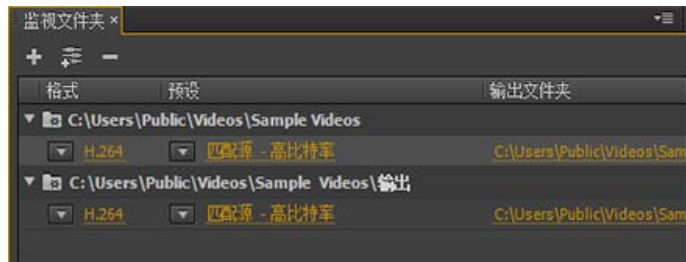 监视文件夹 ×
格式 预设 输出文件夹
C:\Users\Public\Videos\Sample Videos
H.264 匹配源 - 高比特率 C:\Users\Public\Videos\Sam
C:\Users\Public\Videos\Sample Videos\输出
H.264 匹配源 - 高比特率 C:\Users\Public\Videos\Sam